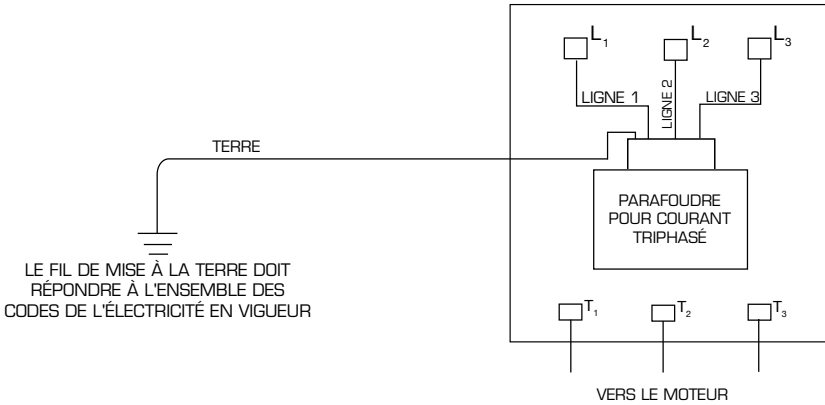 L1
L2
L3
LIGNE 1
LIGNE 2
LIGNE 3
TERRE
PARAFOUDRE
POUR COURANT
TRIPHASÉ
LE FIL DE MISE À LA TERRE DOIT
RÉPONDRE À L'ENSEMBLE DES
CODES DE L'ÉLECTRICITÉ EN VIGUEUR
T1
T2
T3
VERS LE MOTEUR